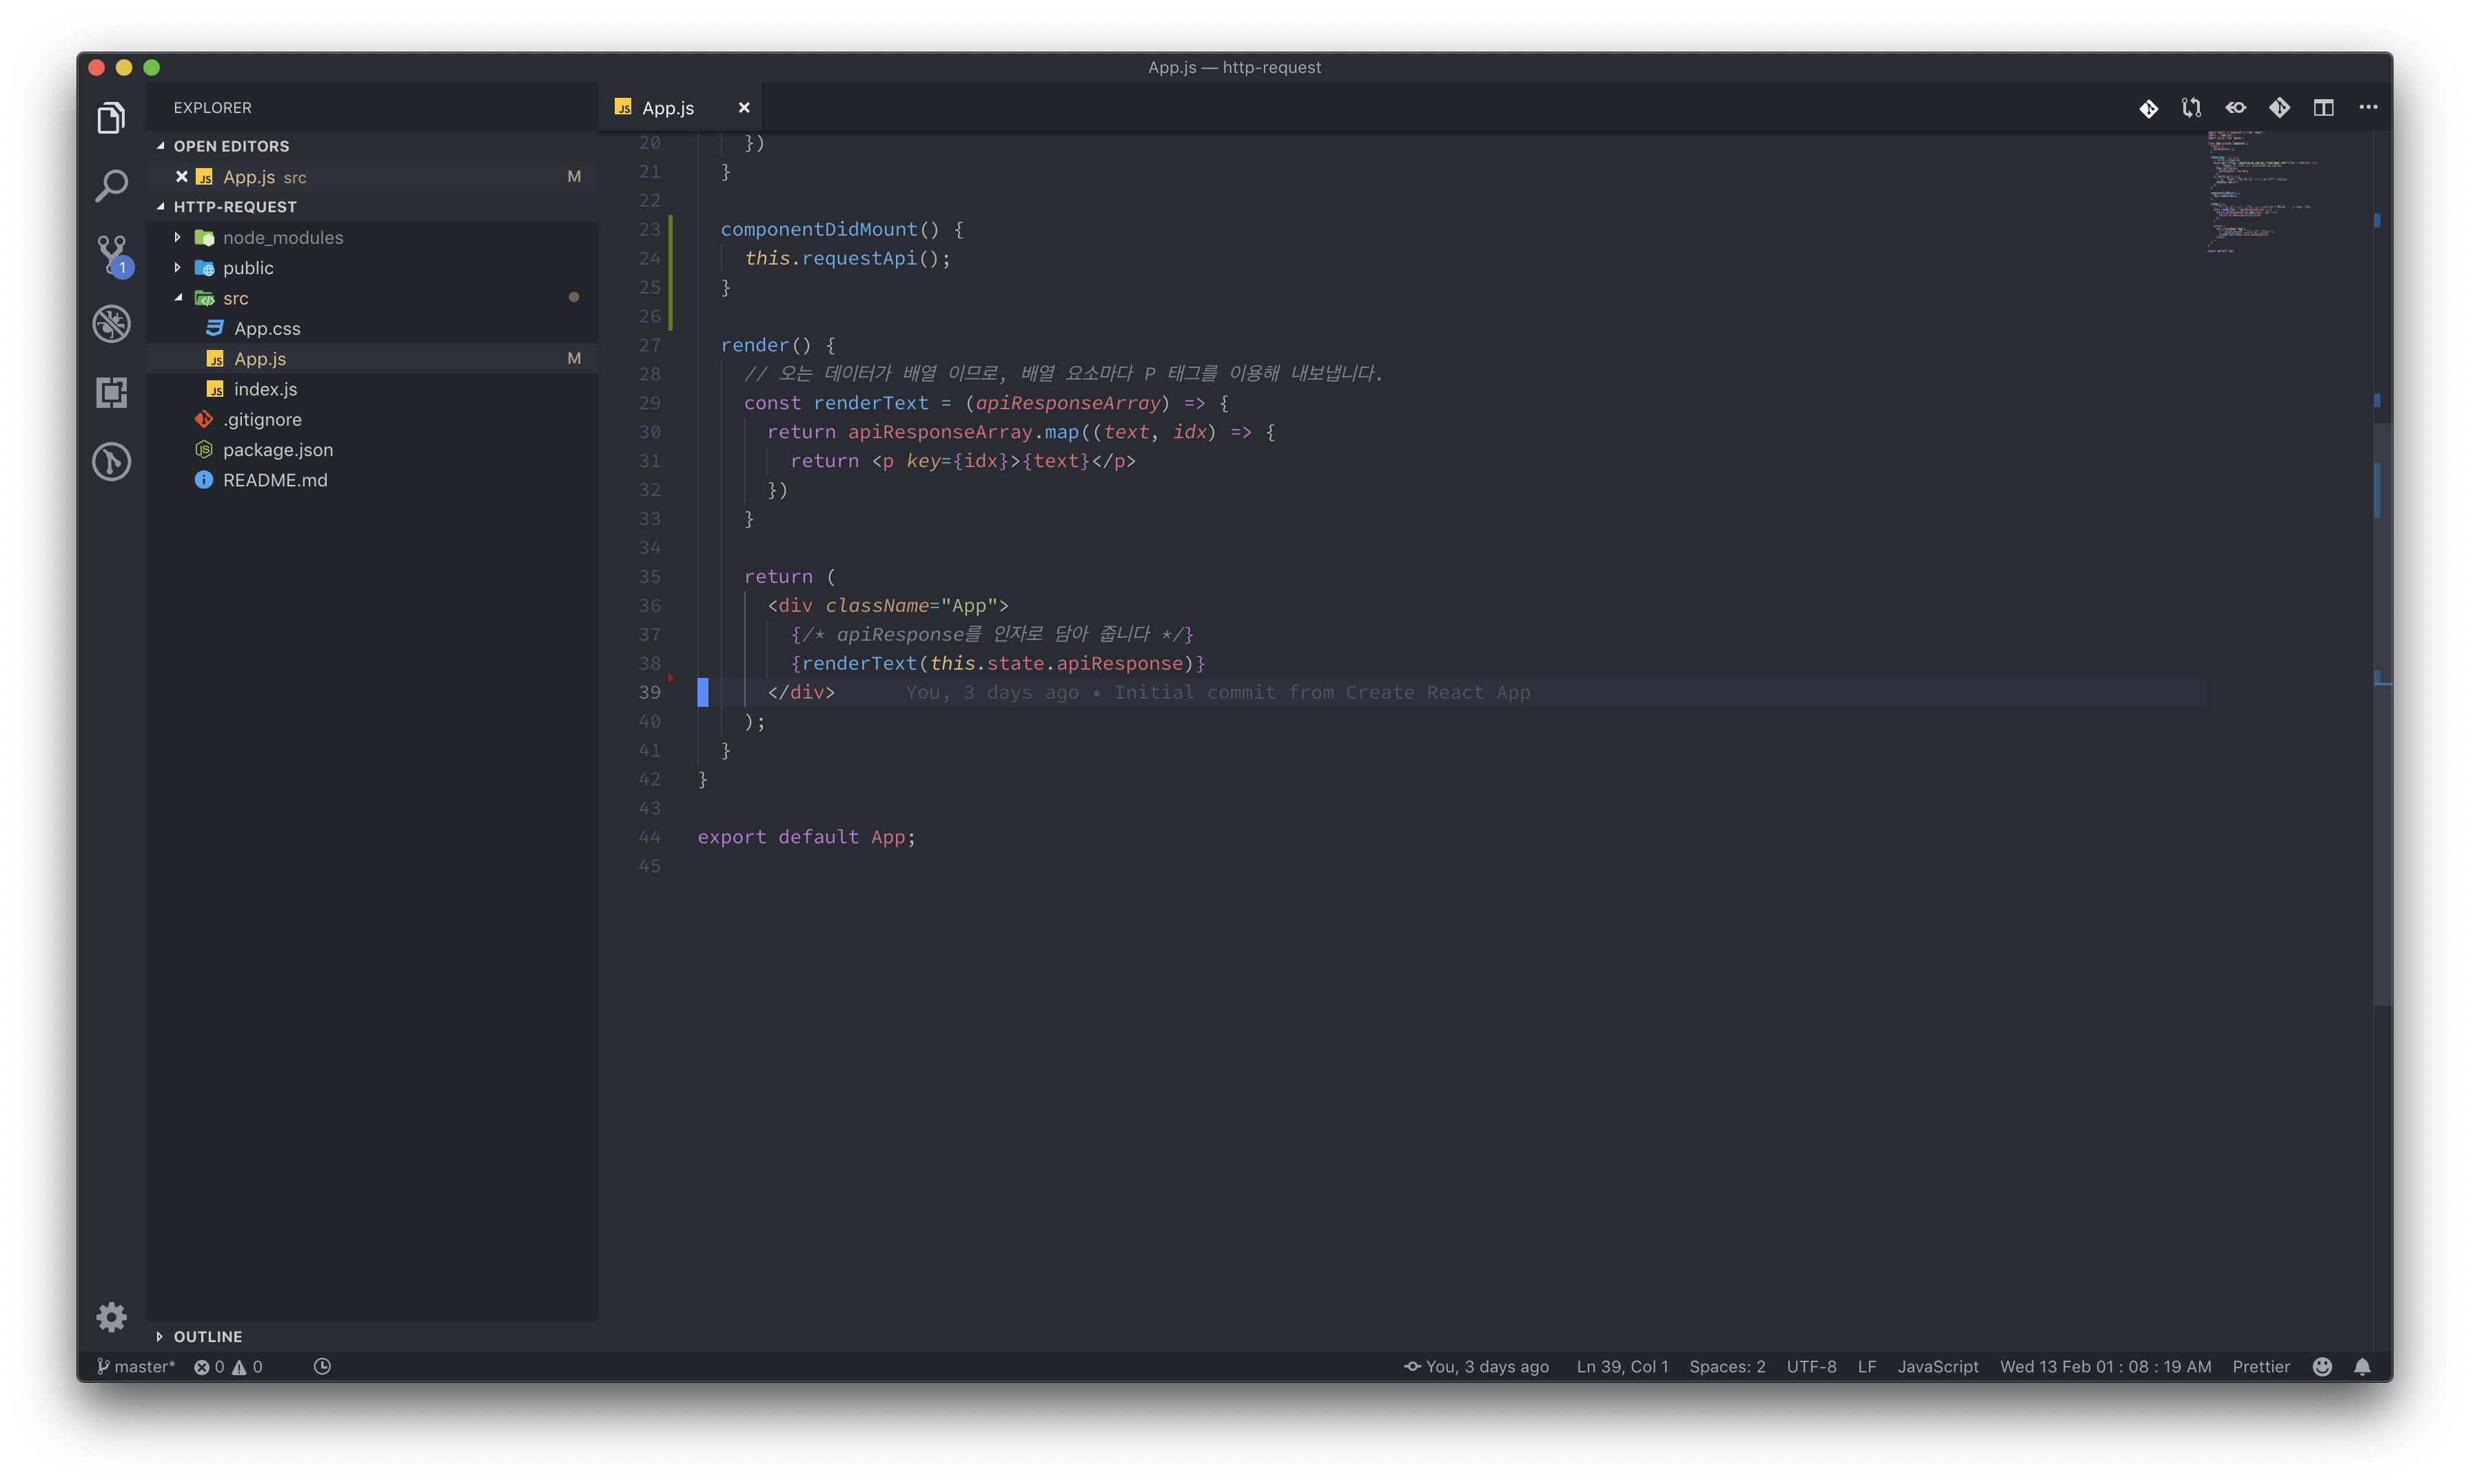 App.js — http-request
EXPLORER
OPEN EDITORS
App.js src M
HTTP-REQUEST
node_modules
public
src
App.css
App.js M
index.js
.gitignore
package.json
README.md
OUTLINE
1
JS App.js
20 })
21 }
22
23 componentDidMount() {
24 this.requestApi();
25 }
26
27 render() {
28 // 오는 데이터가 배열 이므로, 배열 요소마다 P 태그를 이용해 내보냅니다.
29 const renderText = (apiResponseArray) => {
30 return apiResponseArray.map((text, idx) => {
31 return <p key={idx}>{text}</p>
32 })
33 }
34
35 return (
36 <div className="App">
37 {/* apiResponse를 인자로 담아 줍니다 */}
38 {renderText(this.state.apiResponse)}
39 </div> You, 3 days ago • Initial commit from Create React App
40 );
41 }
42 }
43
44 export default App;
45
master* 0 0 You, 3 days ago Ln 39, Col 1 Spaces: 2 UTF-8 LF JavaScript Wed 13 Feb 01 : 08 : 19 AM Prettier